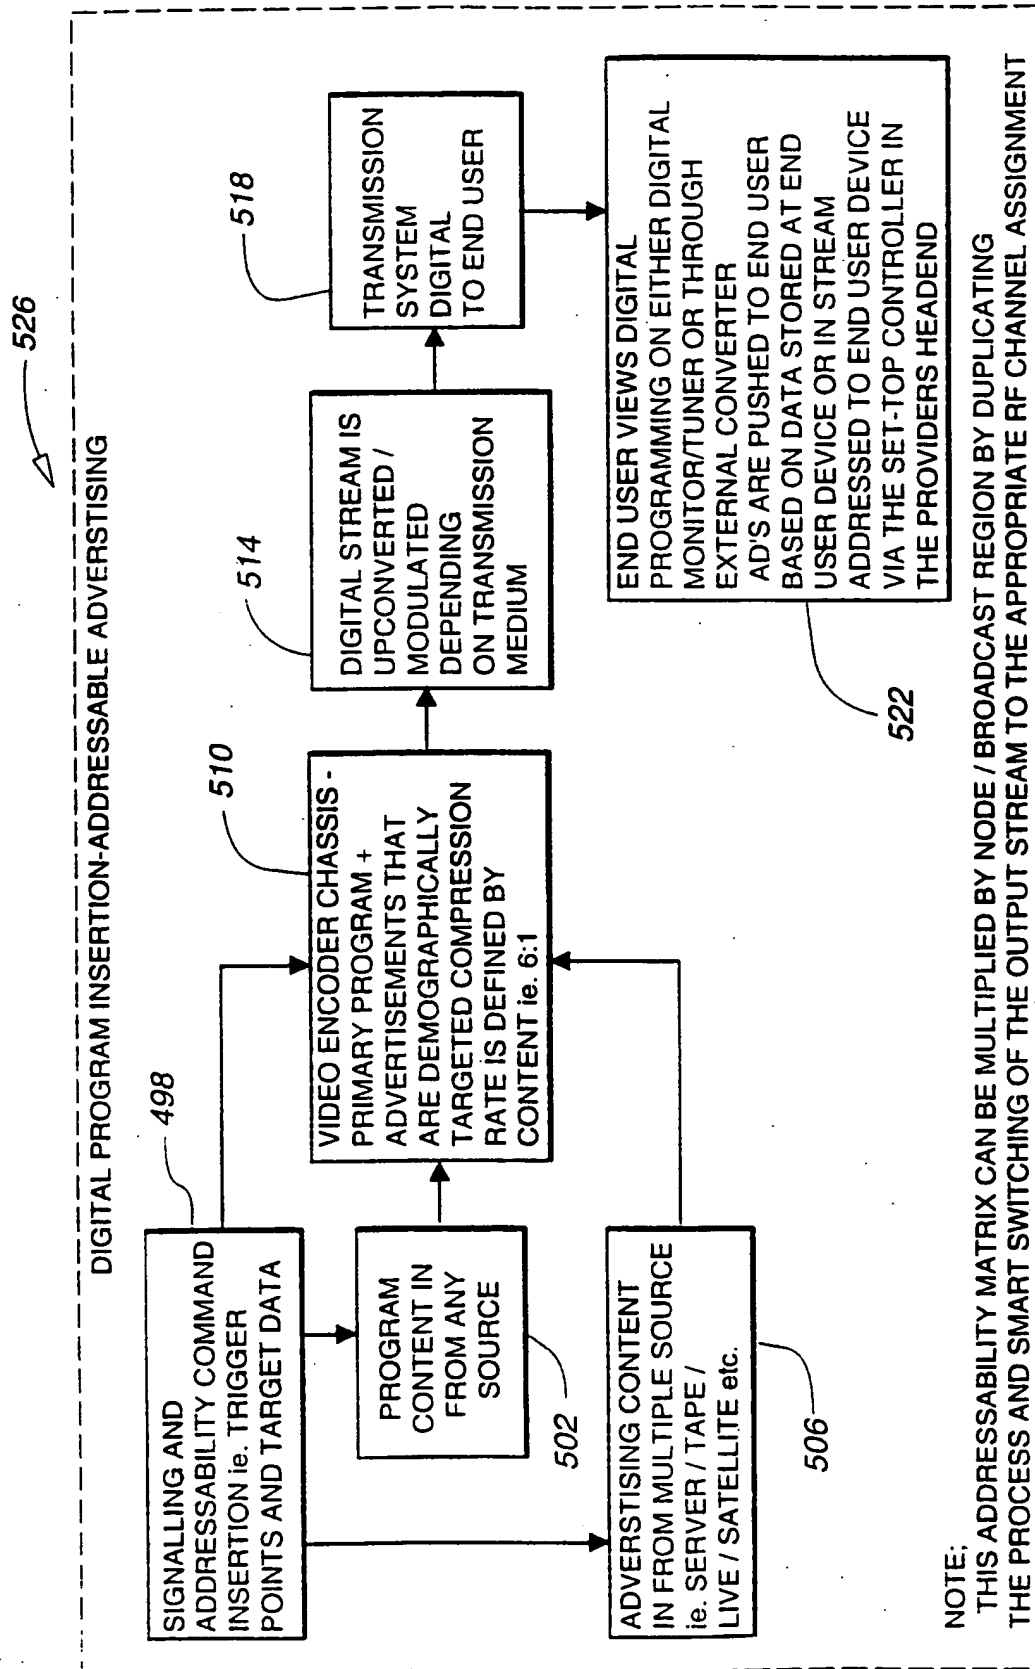 526
DIGITAL PROGRAM INSERTION-ADDRESSABLE ADVERSTISING
498
SIGNALLING AND
ADDRESSABILITY COMMAND
INSERTION ie. TRIGGER
POINTS AND TARGET DATA
PROGRAM
CONTENT IN
FROM ANY
SOURCE
502
ADVERSTISING CONTENT
IN FROM MULTIPLE SOURCE
ie. SERVER / TAPE /
LIVE / SATELLITE etc.
506
510
VIDEO ENCODER CHASSIS -
PRIMARY PROGRAM +
ADVERTISEMENTS THAT
ARE DEMOGRAPHICALLY
TARGETED COMPRESSION
RATE IS DEFINED BY
CONTENT ie. 6:1
514
DIGITAL STREAM IS
UPCONVERTED /
MODULATED
DEPENDING
ON TRANSMISSION
MEDIUM
518
TRANSMISSION
SYSTEM
DIGITAL
TO END USER
END USER VIEWS DIGITAL
PROGRAMMING ON EITHER DIGITAL
MONITOR/TUNER OR THROUGH
EXTERNAL CONVERTER
AD'S ARE PUSHED TO END USER
BASED ON DATA STORED AT END
USER DEVICE OR IN STREAM
ADDRESSED TO END USER DEVICE
VIA THE SET-TOP CONTROLLER IN
THE PROVIDERS HEADEND
522
NOTE;
THIS ADDRESSABILITY MATRIX CAN BE MULTIPLIED BY NODE / BROADCAST REGION BY DUPLICATING
THE PROCESS AND SMART SWITCHING OF THE OUTPUT STREAM TO THE APPROPRIATE RF CHANNEL ASSIGNMENT